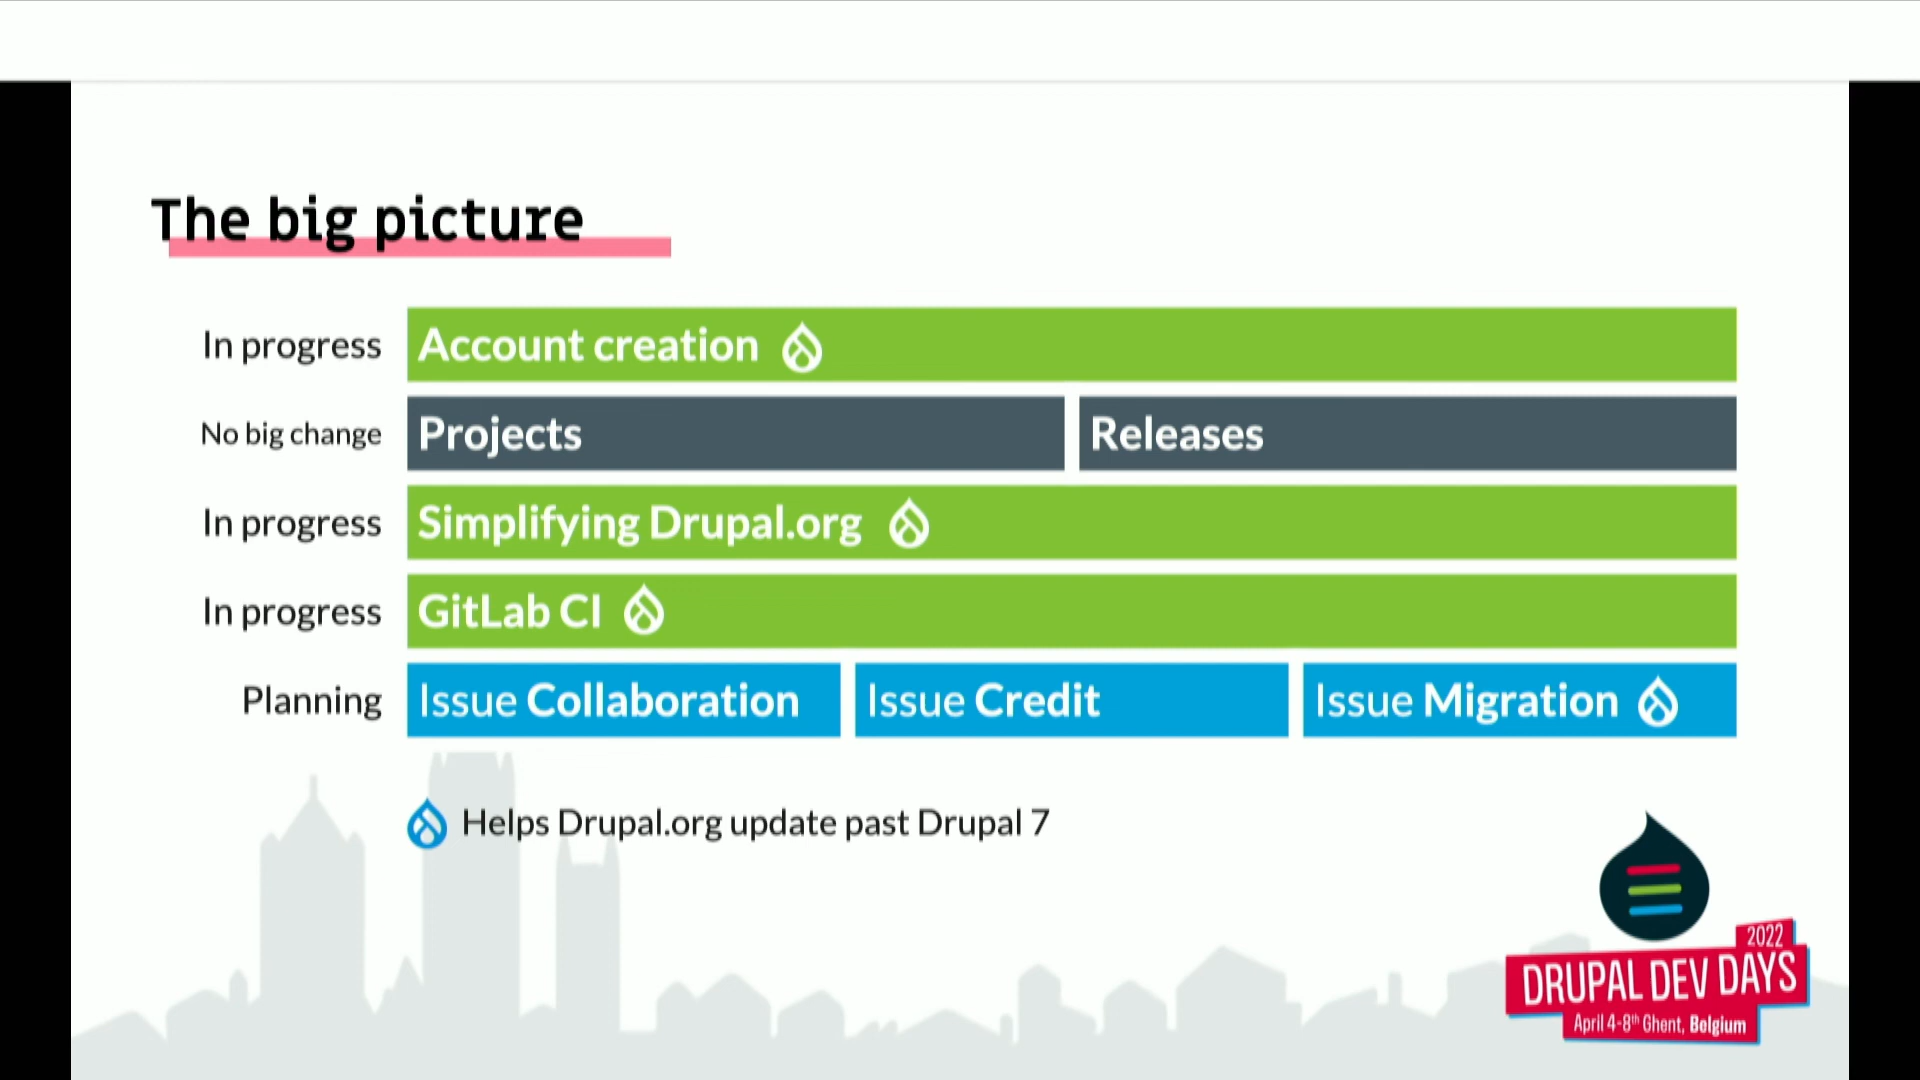 The big picture
In progress
Account creation
No big change
Projects
Releases
In progress
Simplifying Drupal.org
In progress
GitLab CI
Planning
Issue Collaboration
Issue Credit
Issue Migration
Helps Drupal.org update past Drupal 7
2022
DRUPAL DEV DAYS
April 4-8th Ghent, Belgium